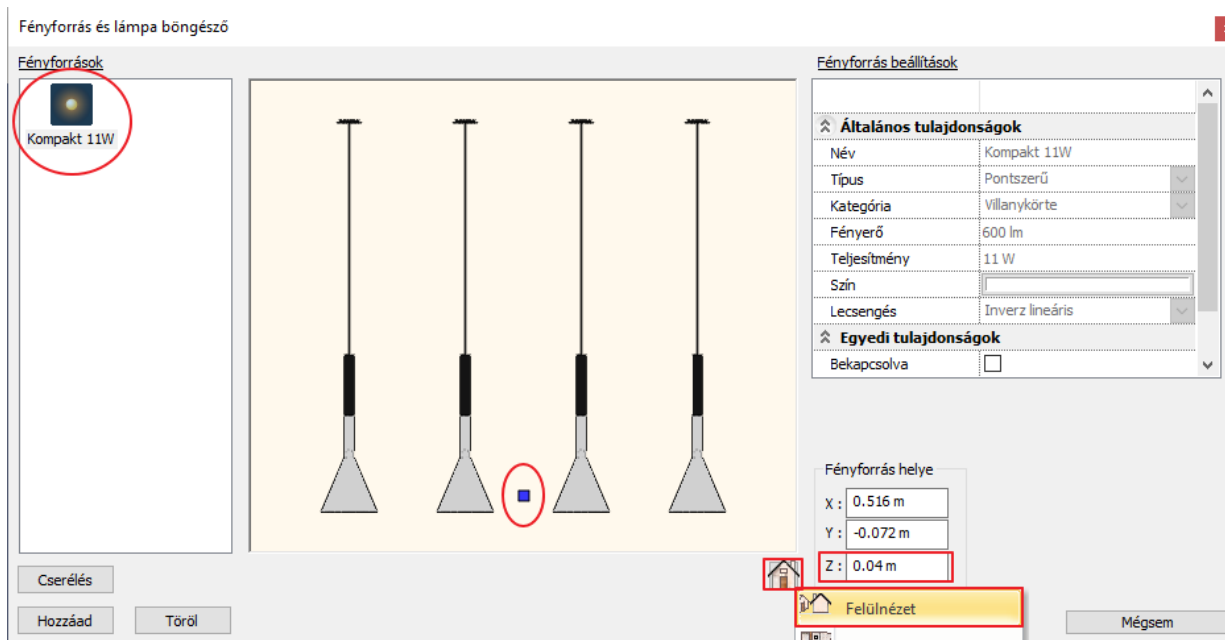 Fényforrás és lámpa böngésző
Fényforrások
Kompakt 11W
Fényforrás beállítások
Általános tulajdonságok
Név Kompakt 11W
Típus Pontszerű
Kategória Villanykörte
Fényerő 600 lm
Teljesítmény 11 W
Szín
Lecsengés Inverz lineáris
Egyedi tulajdonságok
Bekapcsolva
Fényforrás helye
X : 0.516 m
Y : -0.072 m
Z : 0.04 m
Felülnézet
Cserélés
Hozzáad Töröl
Mégsem